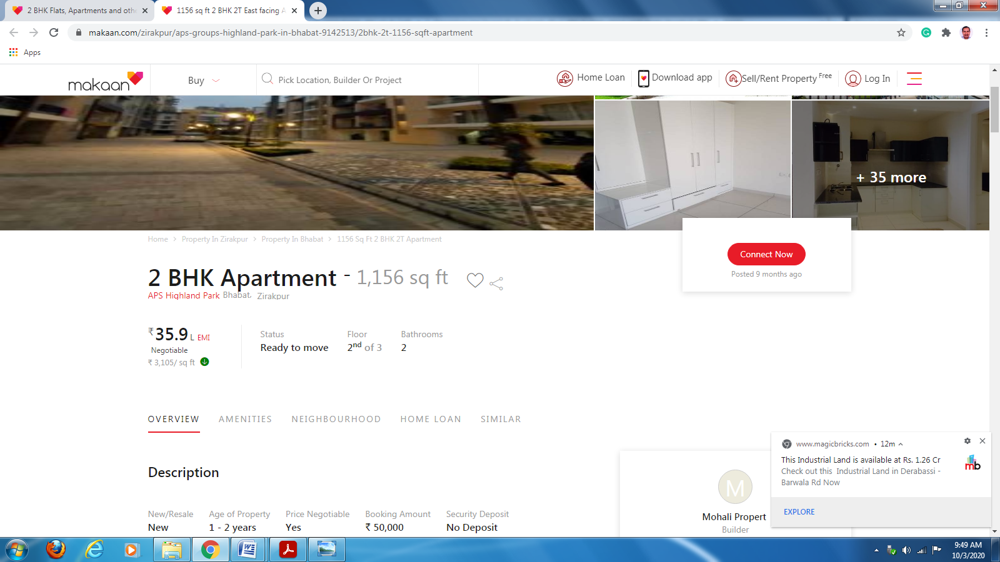 2 BHK Flats, Apartments and othe
1156 sq ft 2 BHK 2T East facing A
makaan.com/zirakpur/aps-groups-highland-park-in-bhabat-9142513/2bhk-2t-1156-sqft-apartment
Apps
makaan
Buy
Pick Location, Builder Or Project
Home Loan
Download app
Sell/Rent Property Free
Log In
+ 35 more
Home > Property In Zirakpur > Property In Bhabat > 1156 Sq Ft 2 BHK 2T Apartment
Connect Now
Posted 9 months ago
2 BHK Apartment - 1,156 sq ft
APS Highland Park Bhabat, Zirakpur
₹ 35.9 L EMI
Negotiable
₹ 3,105/ sq ft
Status
Ready to move
Floor
2nd of 3
Bathrooms
2
OVERVIEW AMENITIES NEIGHBOURHOOD HOME LOAN SIMILAR
Description
New/Resale
New
Age of Property
1 - 2 years
Price Negotiable
Yes
Booking Amount
₹ 50,000
Security Deposit
No Deposit
M
Mohali Propert
Builder
www.magicbricks.com • 12m
This Industrial Land is available at Rs. 1.26 Cr
Check out this Industrial Land in Derabassi -
Barwala Rd Now
mb
EXPLORE
9:49 AM
10/3/2020